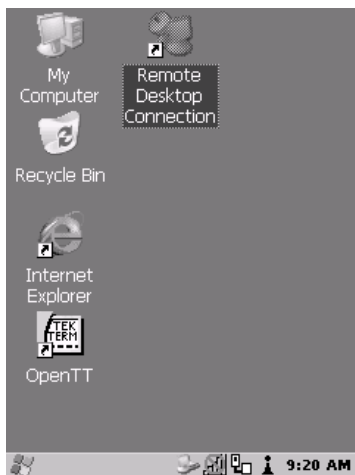 My
Computer
Remote
Desktop
Connection
Recycle Bin
Internet
Explorer
TEK
TERM
OpenTT
9:20 AM